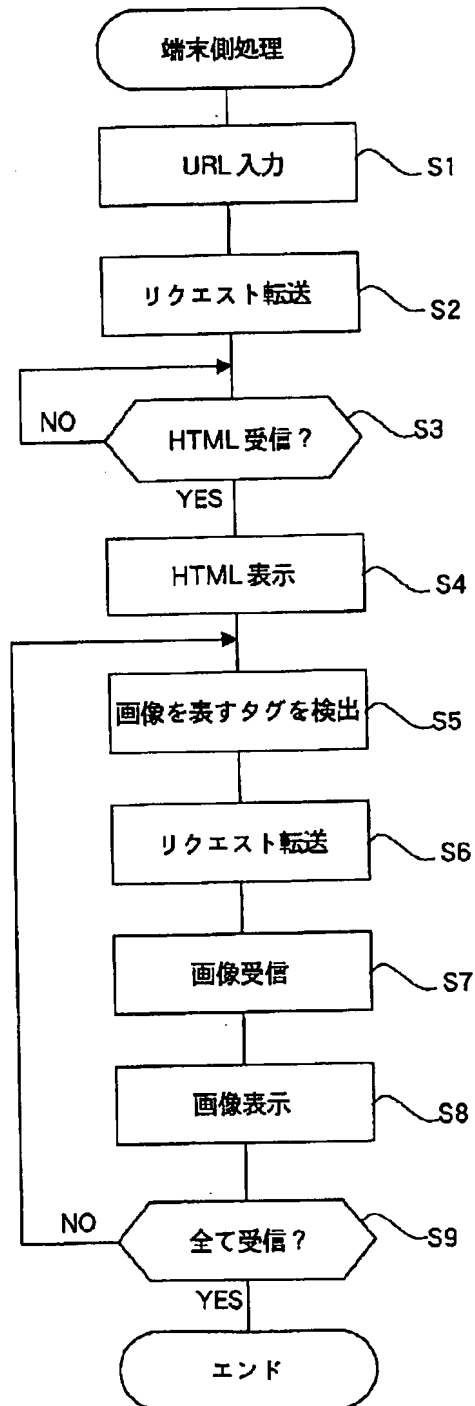 端末側処理
URL入力
S1
リクエスト転送
S2
NO
HTML受信?
S3
YES
HTML表示
S4
画像を表すタグを検出
S5
リクエスト転送
S6
画像受信
S7
画像表示
S8
NO
全て受信?
S9
YES
エンド